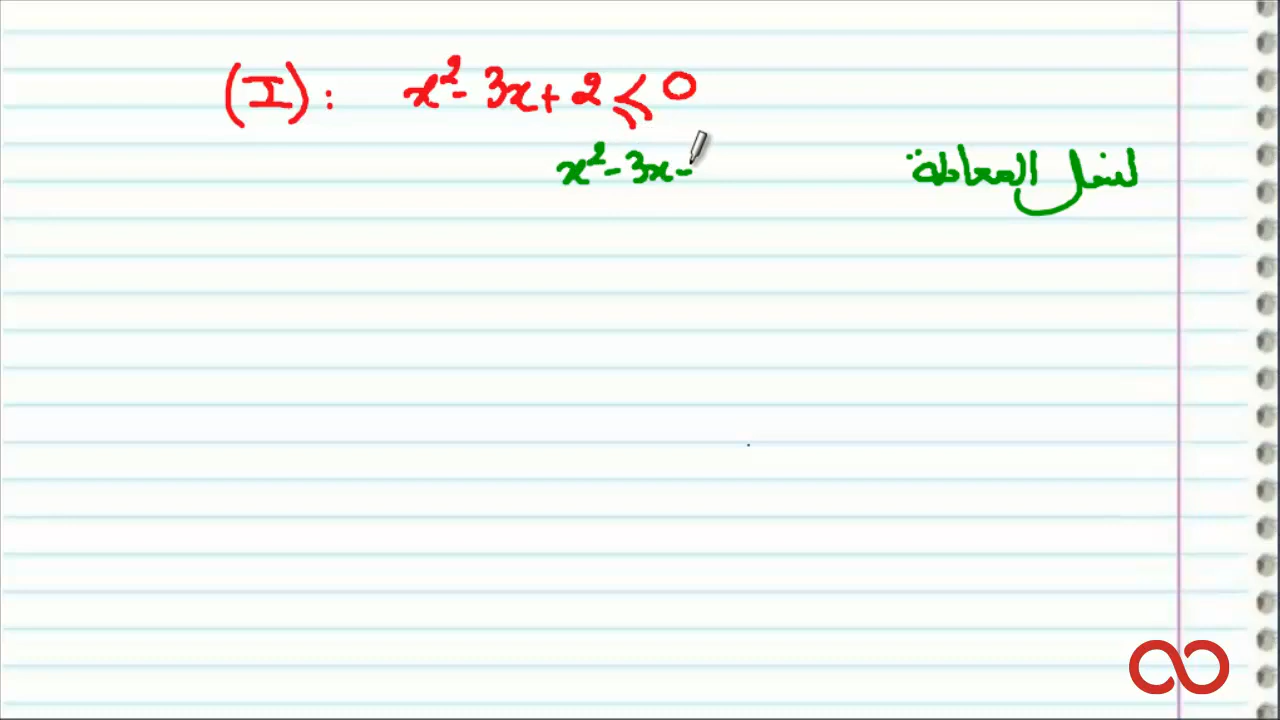 (I): x² - 3x + 2 ≤ 0
لنحل المعادلة x² - 3x -